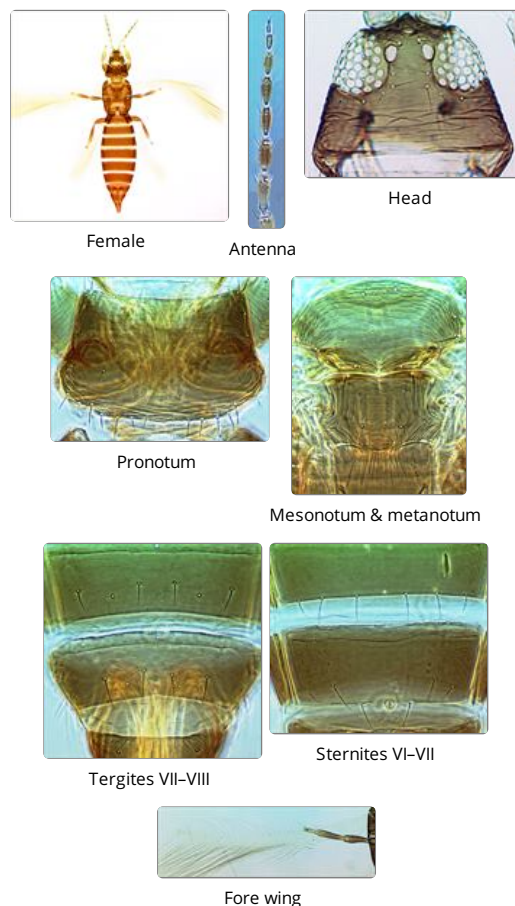 Female
Antenna
Head
Pronotum
Mesonotum & metanotum
Tergites VII–VIII
Sternites VI–VII
Fore wing